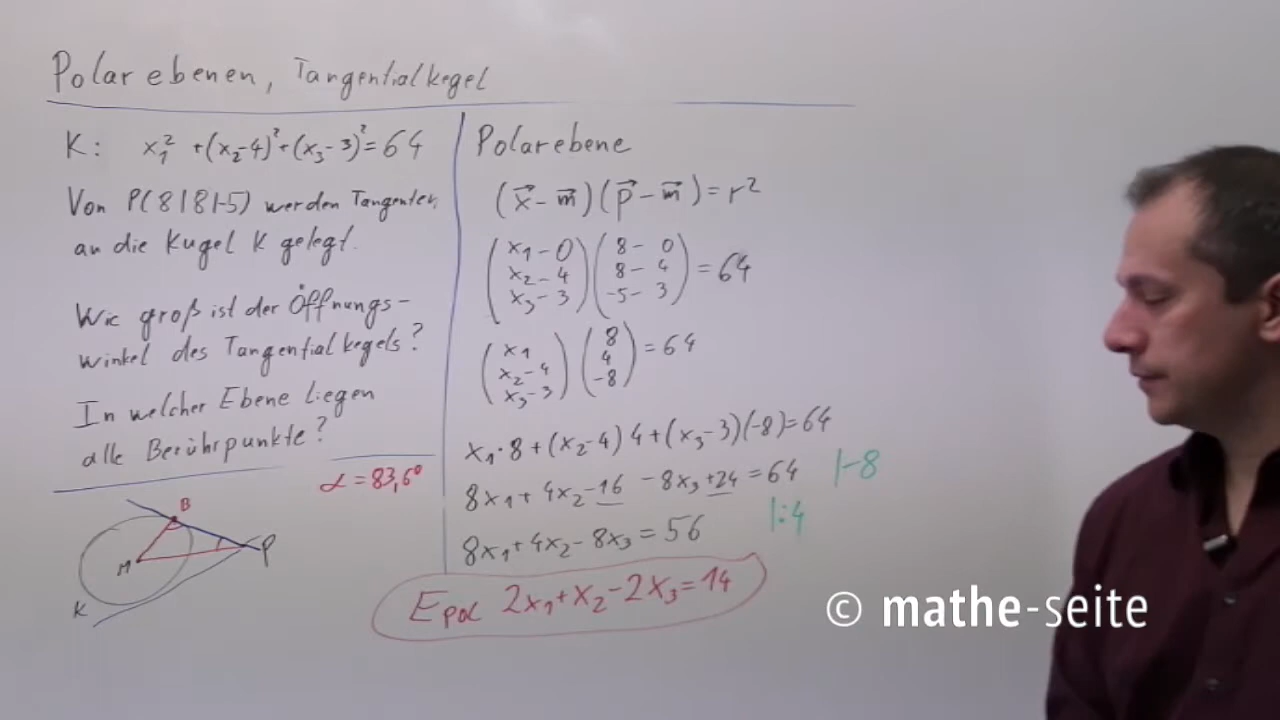 Polarebenen, Tangentialkegel
K: x₁² + (x₂-4)² + (x₃-3)² = 64
Von P(8|8|-5) werden Tangenten
an die Kugel K gelegt.
Wie groß ist der Öffnungs-
winkel des Tangentialkegels?
In welcher Ebene liegen
alle Berührpunkte?
α = 83,6°
B
M
P
K
Polarebene
(x⃗ - m⃗)(p⃗ - m⃗) = r²
(x₁ - 0) (8 - 0)
(x₂ - 4) (8 - 4) = 64
(x₃ - 3) (-5 - 3)
(x₁) (8)
(x₂-4) (4) = 64
(x₃-3) (-8)
x₁·8 + (x₂-4)4 + (x₃-3)(-8) = 64
8x₁ + 4x₂ - 16 - 8x₃ + 24 = 64 |-8
8x₁ + 4x₂ - 8x₃ = 56 |:4
Epol 2x₁ + x₂ - 2x₃ = 14
© mathe-seite